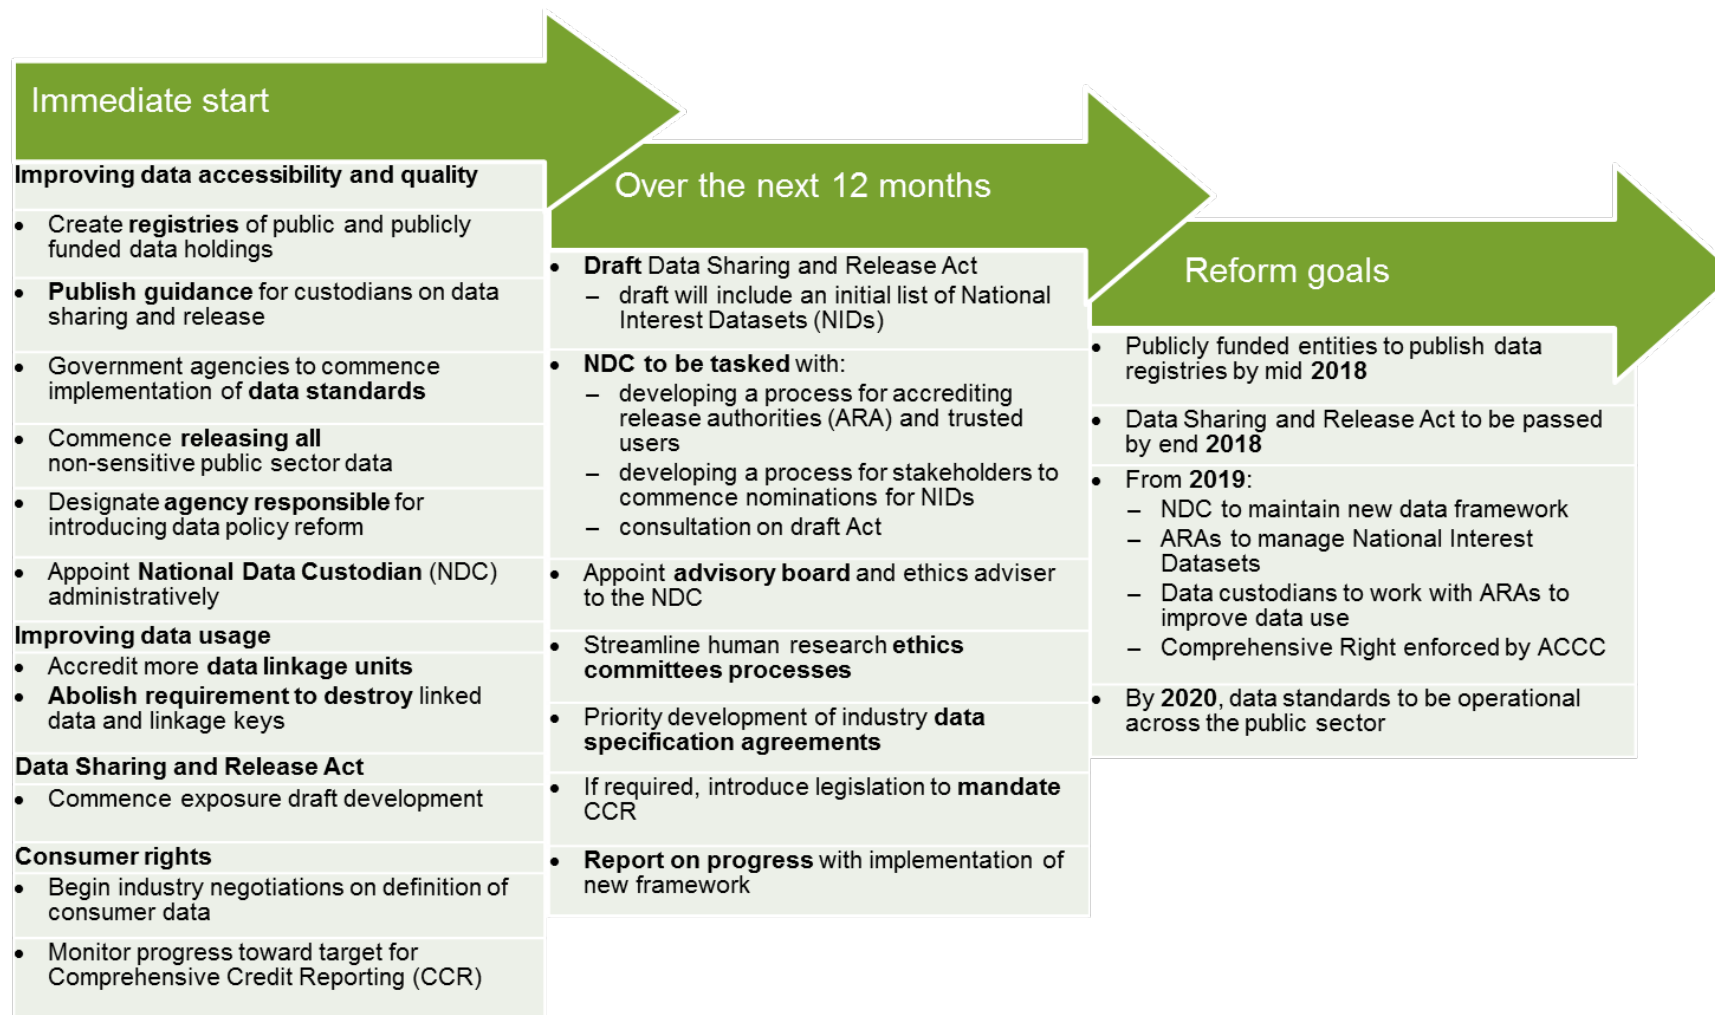 Immediate start
Improving data accessibility and quality
• Create registries of public and publicly
funded data holdings
• Publish guidance for custodians on data
sharing and release
• Government agencies to commence
implementation of data standards
• Commence releasing all
non-sensitive public sector data
• Designate agency responsible for
introducing data policy reform
• Appoint National Data Custodian (NDC)
administratively
Improving data usage
• Accredit more data linkage units
• Abolish requirement to destroy linked
data and linkage keys
Data Sharing and Release Act
• Commence exposure draft development
Consumer rights
• Begin industry negotiations on definition of
consumer data
• Monitor progress toward target for
Comprehensive Credit Reporting (CCR)
Over the next 12 months
• Draft Data Sharing and Release Act
– draft will include an initial list of National
Interest Datasets (NIDs)
• NDC to be tasked with:
– developing a process for accrediting
release authorities (ARA) and trusted
users
– developing a process for stakeholders to
commence nominations for NIDs
– consultation on draft Act
• Appoint advisory board and ethics adviser
to the NDC
• Streamline human research ethics
committees processes
• Priority development of industry data
specification agreements
• If required, introduce legislation to mandate
CCR
• Report on progress with implementation of
new framework
Reform goals
• Publicly funded entities to publish data
registries by mid 2018
• Data Sharing and Release Act to be passed
by end 2018
• From 2019:
– NDC to maintain new data framework
– ARAs to manage National Interest
Datasets
– Data custodians to work with ARAs to
improve data use
– Comprehensive Right enforced by ACCC
• By 2020, data standards to be operational
across the public sector